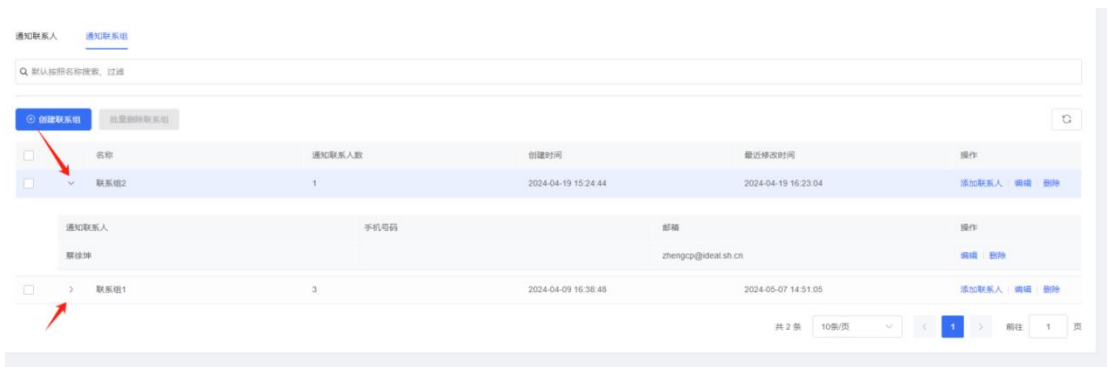 通知联系人 通知联系组
默认按照名称搜索、过滤
创建联系组 批量删除联系组
名称 通知联系人数 创建时间 最近修改时间 操作
联系组2 1 2024-04-19 15:24:44 2024-04-19 16:23:04 添加联系人 编辑 删除
通知联系人 手机号码 邮箱 操作
蔡徐坤 zhengcp@ideal.sh.cn 编辑 删除
联系组1 3 2024-04-09 16:38:48 2024-05-07 14:51:05 添加联系人 编辑 删除
共 2 条 10条/页 1 前往 1 页